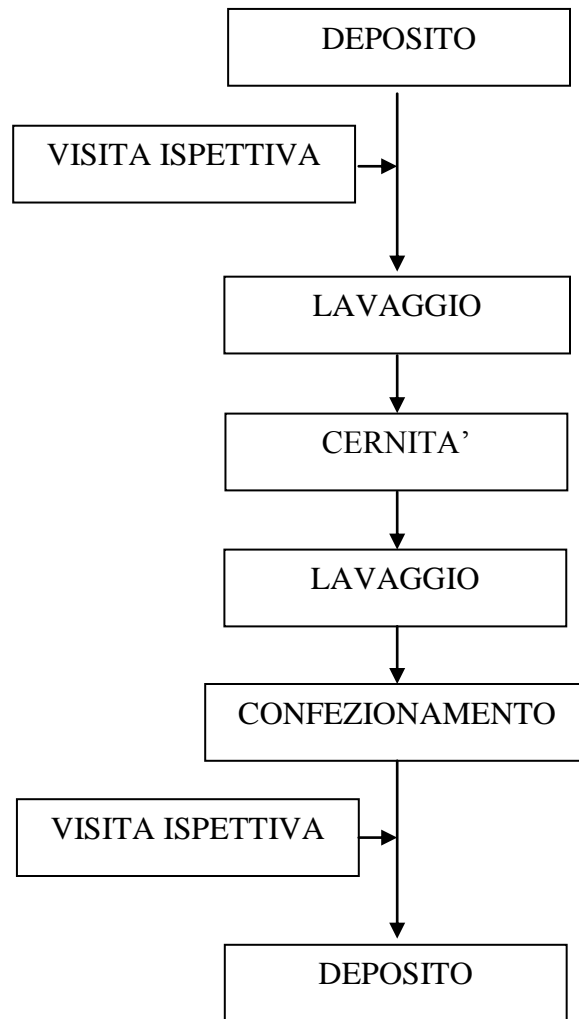 DEPOSITO
VISITA ISPETTIVA
LAVAGGIO
CERNITA’
LAVAGGIO
CONFEZIONAMENTO
VISITA ISPETTIVA
DEPOSITO